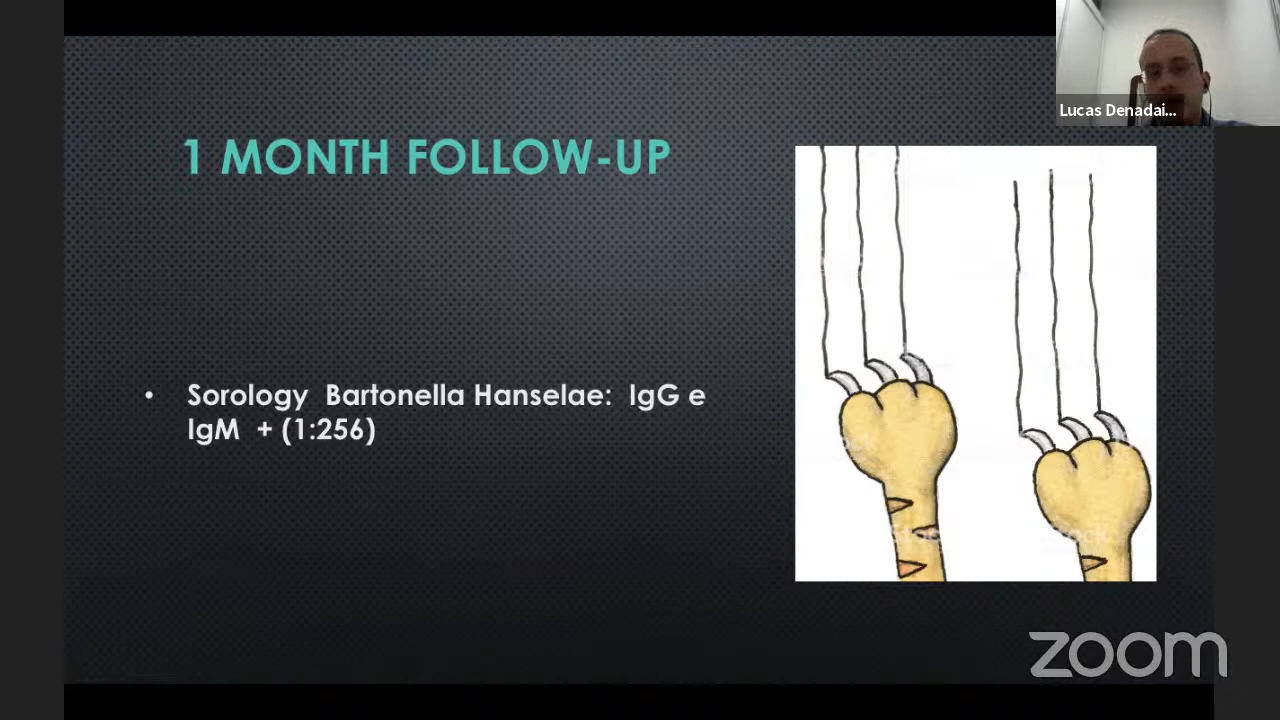 Lucas Denadai...
1 MONTH FOLLOW-UP
• Sorology Bartonella Hanselae: IgG e
IgM + (1:256)
zoom